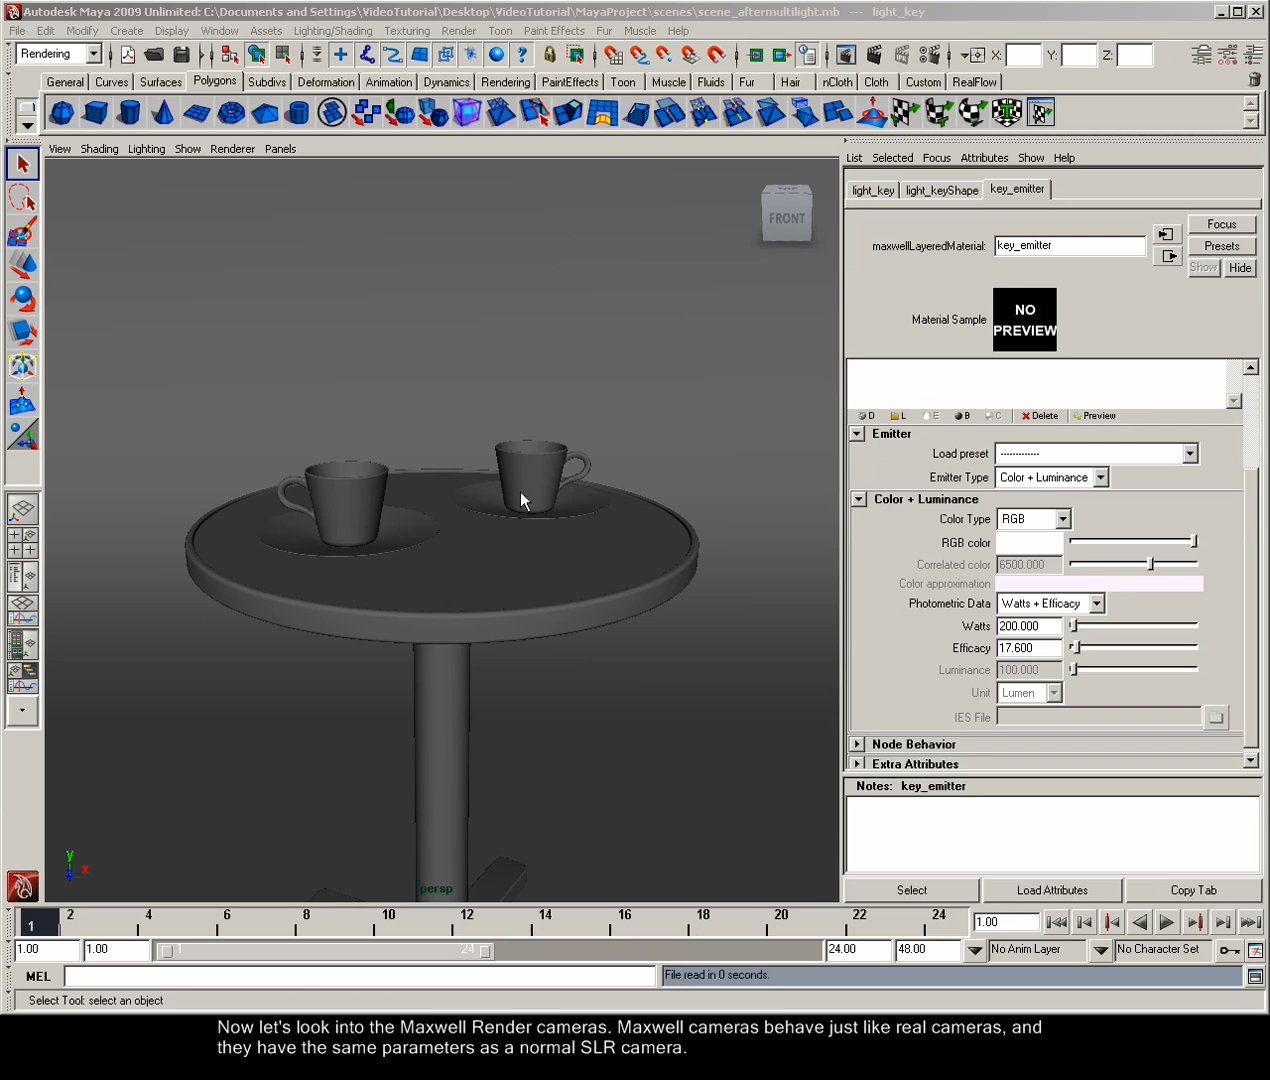 Autodesk Maya 2009 Unlimited: C:\Documents and Settings\VideoTutorial\Desktop\VideoTutorial\MayaProject\scenes\scene_aftermultilight.mb --- light_key
File Edit Modify Create Display Window Assets Lighting/Shading Texturing Render Toon Paint Effects Fur Muscle Help
Rendering X: Y: Z:
General Curves Surfaces Polygons Subdivs Deformation Animation Dynamics Rendering PaintEffects Toon Muscle Fluids Fur Hair nCloth Cloth Custom RealFlow
View Shading Lighting Show Renderer Panels
List Selected Focus Attributes Show Help
light_key light_keyShape key_emitter
Focus
maxwellLayeredMaterial: key_emitter Presets
Show Hide
Material Sample NO PREVIEW
D L E B C Delete Preview
Emitter
Load preset -------------
Emitter Type Color + Luminance
Color + Luminance
Color Type RGB
RGB color
Correlated color 6500.000
Color approximation
Photometric Data Watts + Efficacy
Watts 200.000
Efficacy 17.600
Luminance 100.000
Unit Lumen
IES File
Node Behavior
Extra Attributes
Notes: key_emitter
Select Load Attributes Copy Tab
FRONT
y
x
z
persp
1 2 4 6 8 10 12 14 16 18 20 22 24 1.00
1.00 1.00 1 24 24.00 48.00 No Anim Layer No Character Set
MEL File read in 0 seconds.
Select Tool: select an object
Now let's look into the Maxwell Render cameras. Maxwell cameras behave just like real cameras, and
they have the same parameters as a normal SLR camera.